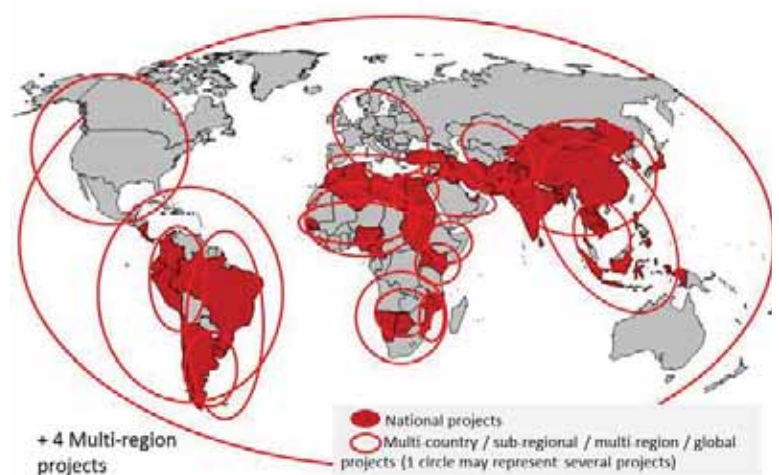 + 4 Multi-region
projects
National projects
Multi-country / sub-regional / multi-region / global
projects (1 circle may represent several projects)